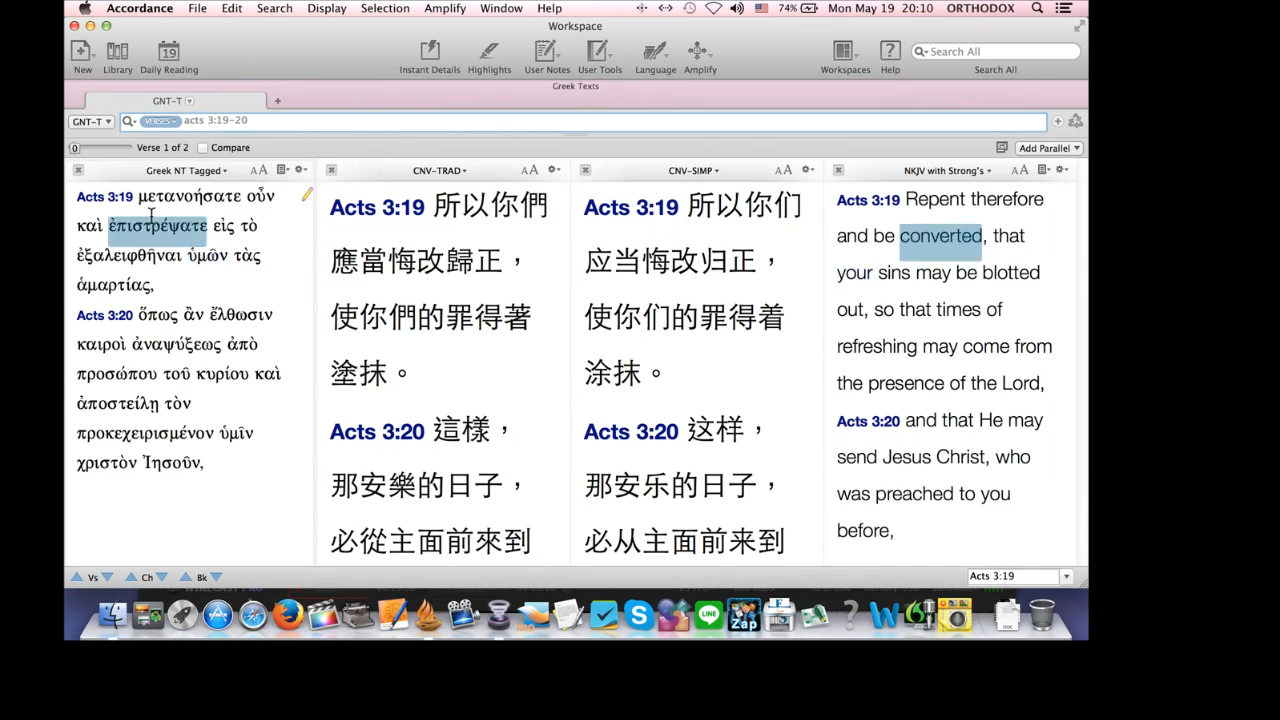 Accordance File Edit Search Display Selection Amplify Window Help 74% Mon May 19 20:10 ORTHODOX
Workspace
19
New Library Daily Reading Instant Details Highlights User Notes User Tools Language Amplify Workspaces Help Search All
Search All
Greek Texts
GNT-T
GNT-T VERSES acts 3:19-20
0 Verse 1 of 2 Compare Add Parallel
Greek NT Tagged AA
Acts 3:19 μετανοήσατε οὖν
καὶ ἐπιστρέψατε εἰς τὸ
ἐξαλειφθῆναι ὑμῶν τὰς
ἁμαρτίας,
Acts 3:20 ὅπως ἂν ἔλθωσιν
καιροὶ ἀναψύξεως ἀπὸ
προσώπου τοῦ κυρίου καὶ
ἀποστείλῃ τὸν
προκεχειρισμένον ὑμῖν
χριστὸν Ἰησοῦν,
CNV-TRAD AA
Acts 3:19 所以你們
應當悔改歸正，
使你們的罪得著
塗抹。
Acts 3:20 這樣，
那安樂的日子，
必從主面前來到
CNV-SIMP AA
Acts 3:19 所以你们
应当悔改归正，
使你们的罪得着
涂抹。
Acts 3:20 这样，
那安乐的日子，
必从主面前来到
NKJV with Strong's AA
Acts 3:19 Repent therefore
and be converted, that
your sins may be blotted
out, so that times of
refreshing may come from
the presence of the Lord,
Acts 3:20 and that He may
send Jesus Christ, who
was preached to you
before,
Vs Ch Bk Acts 3:19
LINE
Zap
DOC